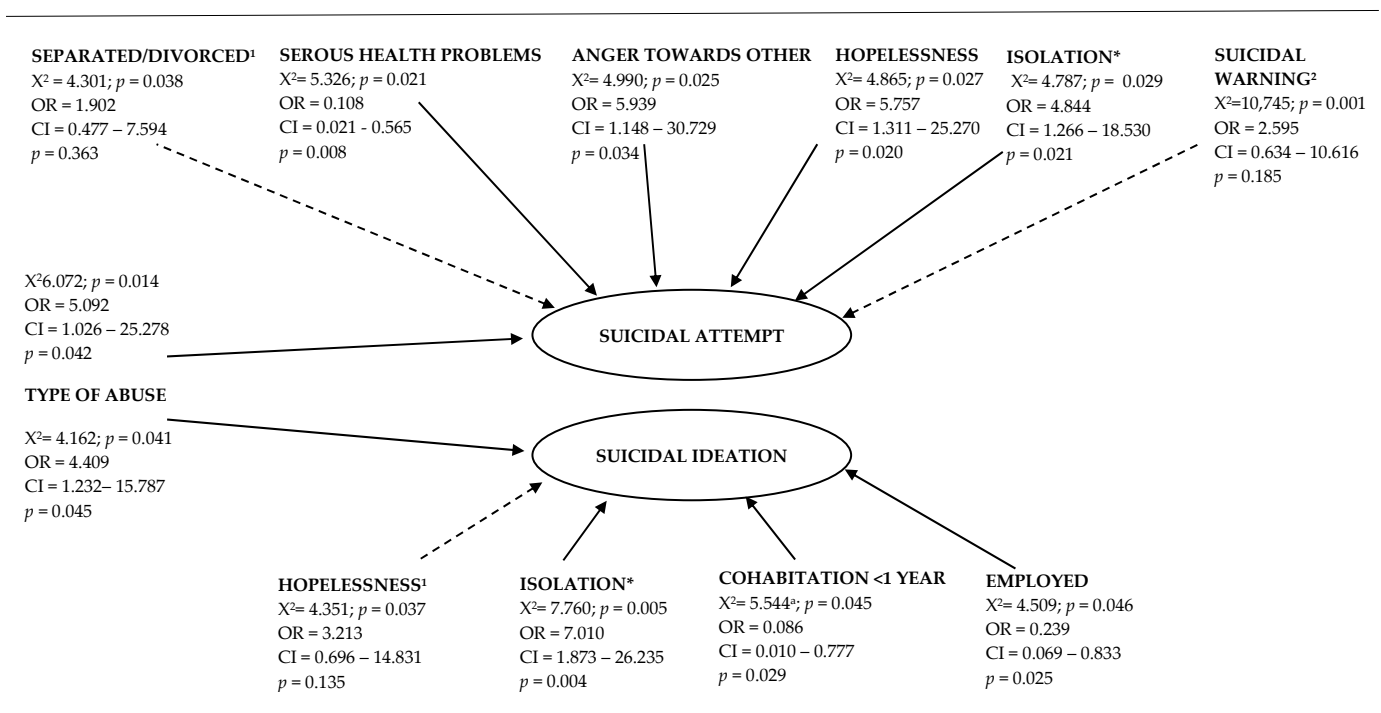 SEPARATED/DIVORCED¹
X² = 4.301; p = 0.038
OR = 1.902
CI = 0.477 – 7.594
p = 0.363
SEROUS HEALTH PROBLEMS
X²= 5.326; p = 0.021
OR = 0.108
CI = 0.021 - 0.565
p = 0.008
ANGER TOWARDS OTHER
X²= 4.990; p = 0.025
OR = 5.939
CI = 1.148 – 30.729
p = 0.034
HOPELESSNESS
X²= 4.865; p = 0.027
OR = 5.757
CI = 1.311 – 25.270
p = 0.020
ISOLATION*
X² = 4.787; p = 0.029
OR = 4.844
CI = 1.266 – 18.530
p = 0.021
SUICIDAL
WARNING²
X²=10,745; p = 0.001
OR = 2.595
CI = 0.634 – 10.616
p = 0.185
X²6.072; p = 0.014
OR = 5.092
CI = 1.026 – 25.278
p = 0.042
SUICIDAL ATTEMPT
TYPE OF ABUSE
X²= 4.162; p = 0.041
OR = 4.409
CI = 1.232– 15.787
p = 0.045
SUICIDAL IDEATION
HOPELESSNESS¹
X²= 4.351; p = 0.037
OR = 3.213
CI = 0.696 – 14.831
p = 0.135
ISOLATION*
X²= 7.760; p = 0.005
OR = 7.010
CI = 1.873 – 26.235
p = 0.004
COHABITATION <1 YEAR
X²= 5.544ᵃ; p = 0.045
OR = 0.086
CI = 0.010 – 0.777
p = 0.029
EMPLOYED
X²= 4.509; p = 0.046
OR = 0.239
CI = 0.069 – 0.833
p = 0.025